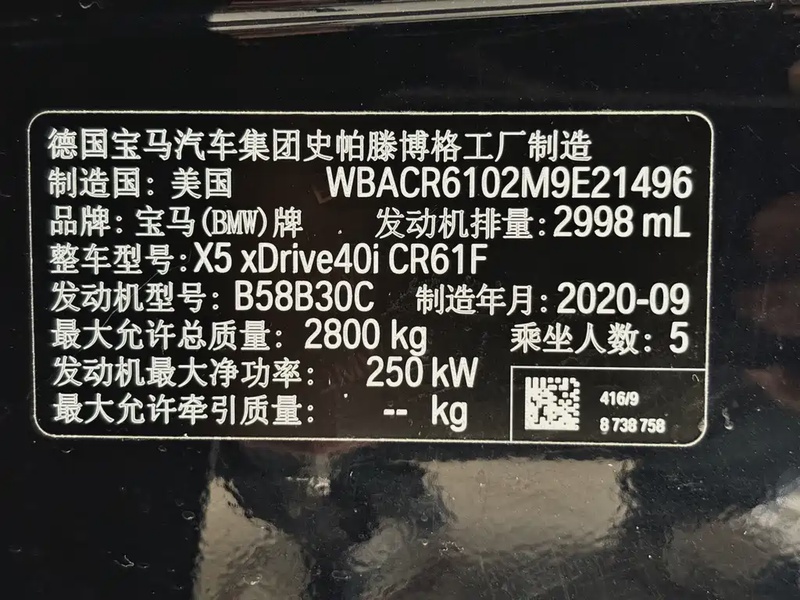 德国宝马汽车集团史帕滕博格工厂制造
制造国：美国 WBACR6102M9E21496
品牌：宝马(BMW)牌 发动机排量：2998 mL
整车型号：X5 xDrive40i CR61F
发动机型号：B58B30C 制造年月：2020-09
最大允许总质量：2800 kg 乘坐人数：5
发动机最大净功率：250 kW
最大允许牵引质量：-- kg
416/9
8 738 758